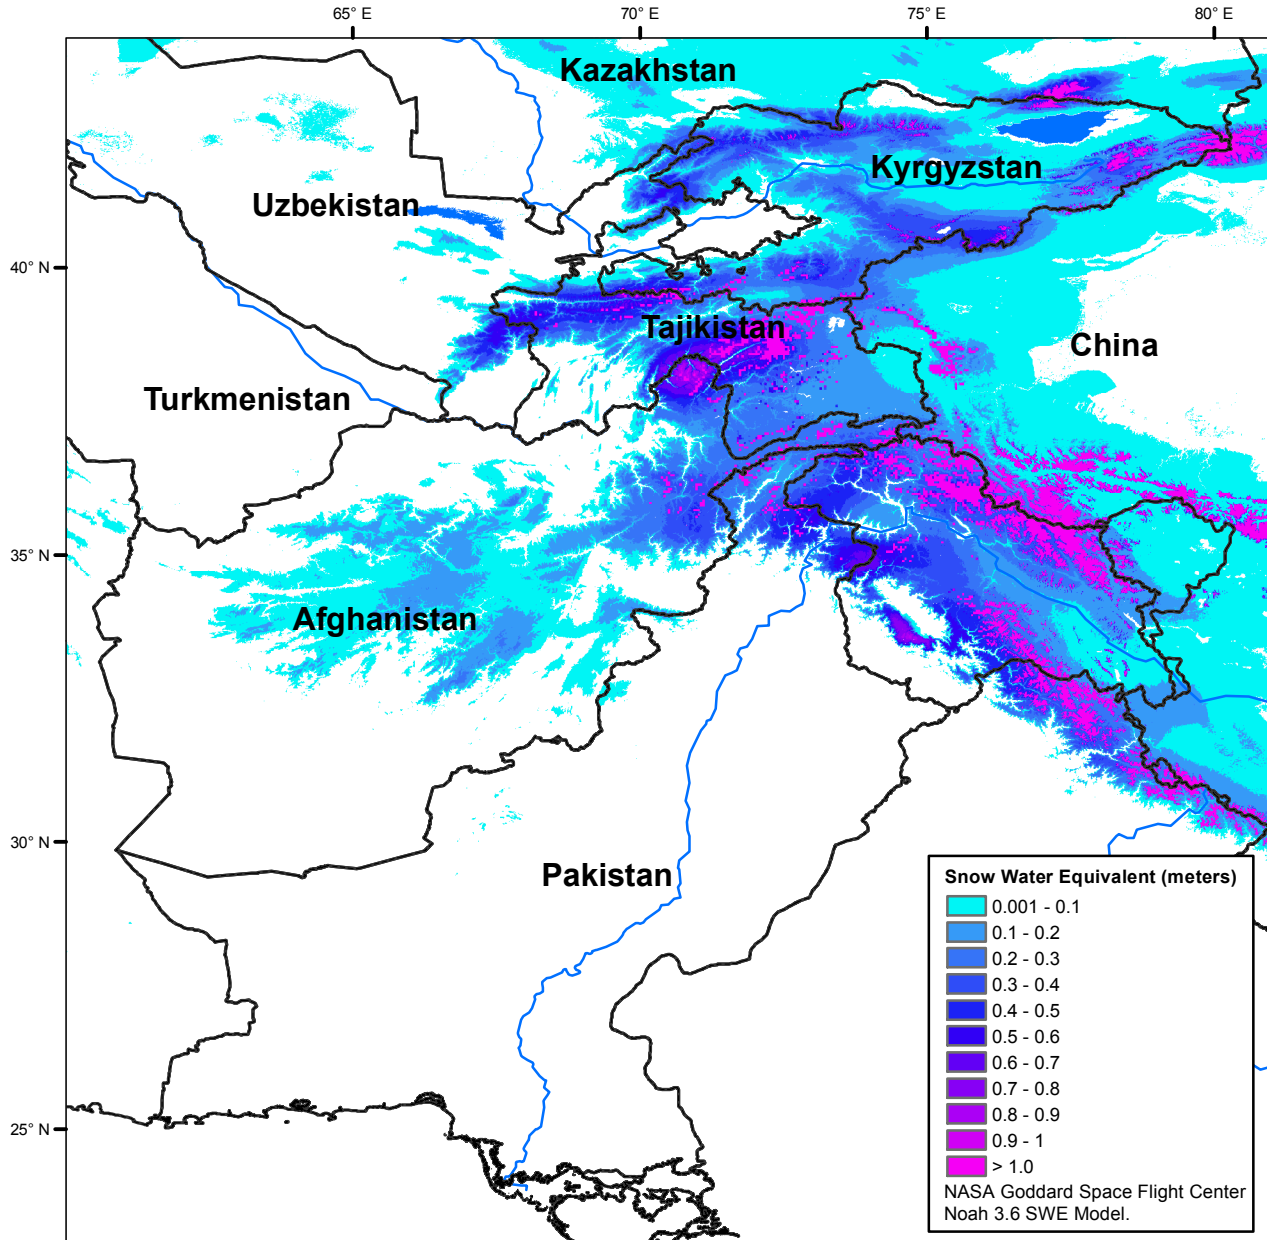 65° E
70° E
75° E
80° E
Kazakhstan
Kyrgyzstan
Uzbekistan
40° N
Tajikistan
China
Turkmenistan
35° N
Afghanistan
30° N
Pakistan
25° N
Snow Water Equivalent (meters)
0.001 - 0.1
0.1 - 0.2
0.2 - 0.3
0.3 - 0.4
0.4 - 0.5
0.5 - 0.6
0.6 - 0.7
0.7 - 0.8
0.8 - 0.9
0.9 - 1
> 1.0
NASA Goddard Space Flight Center
Noah 3.6 SWE Model.